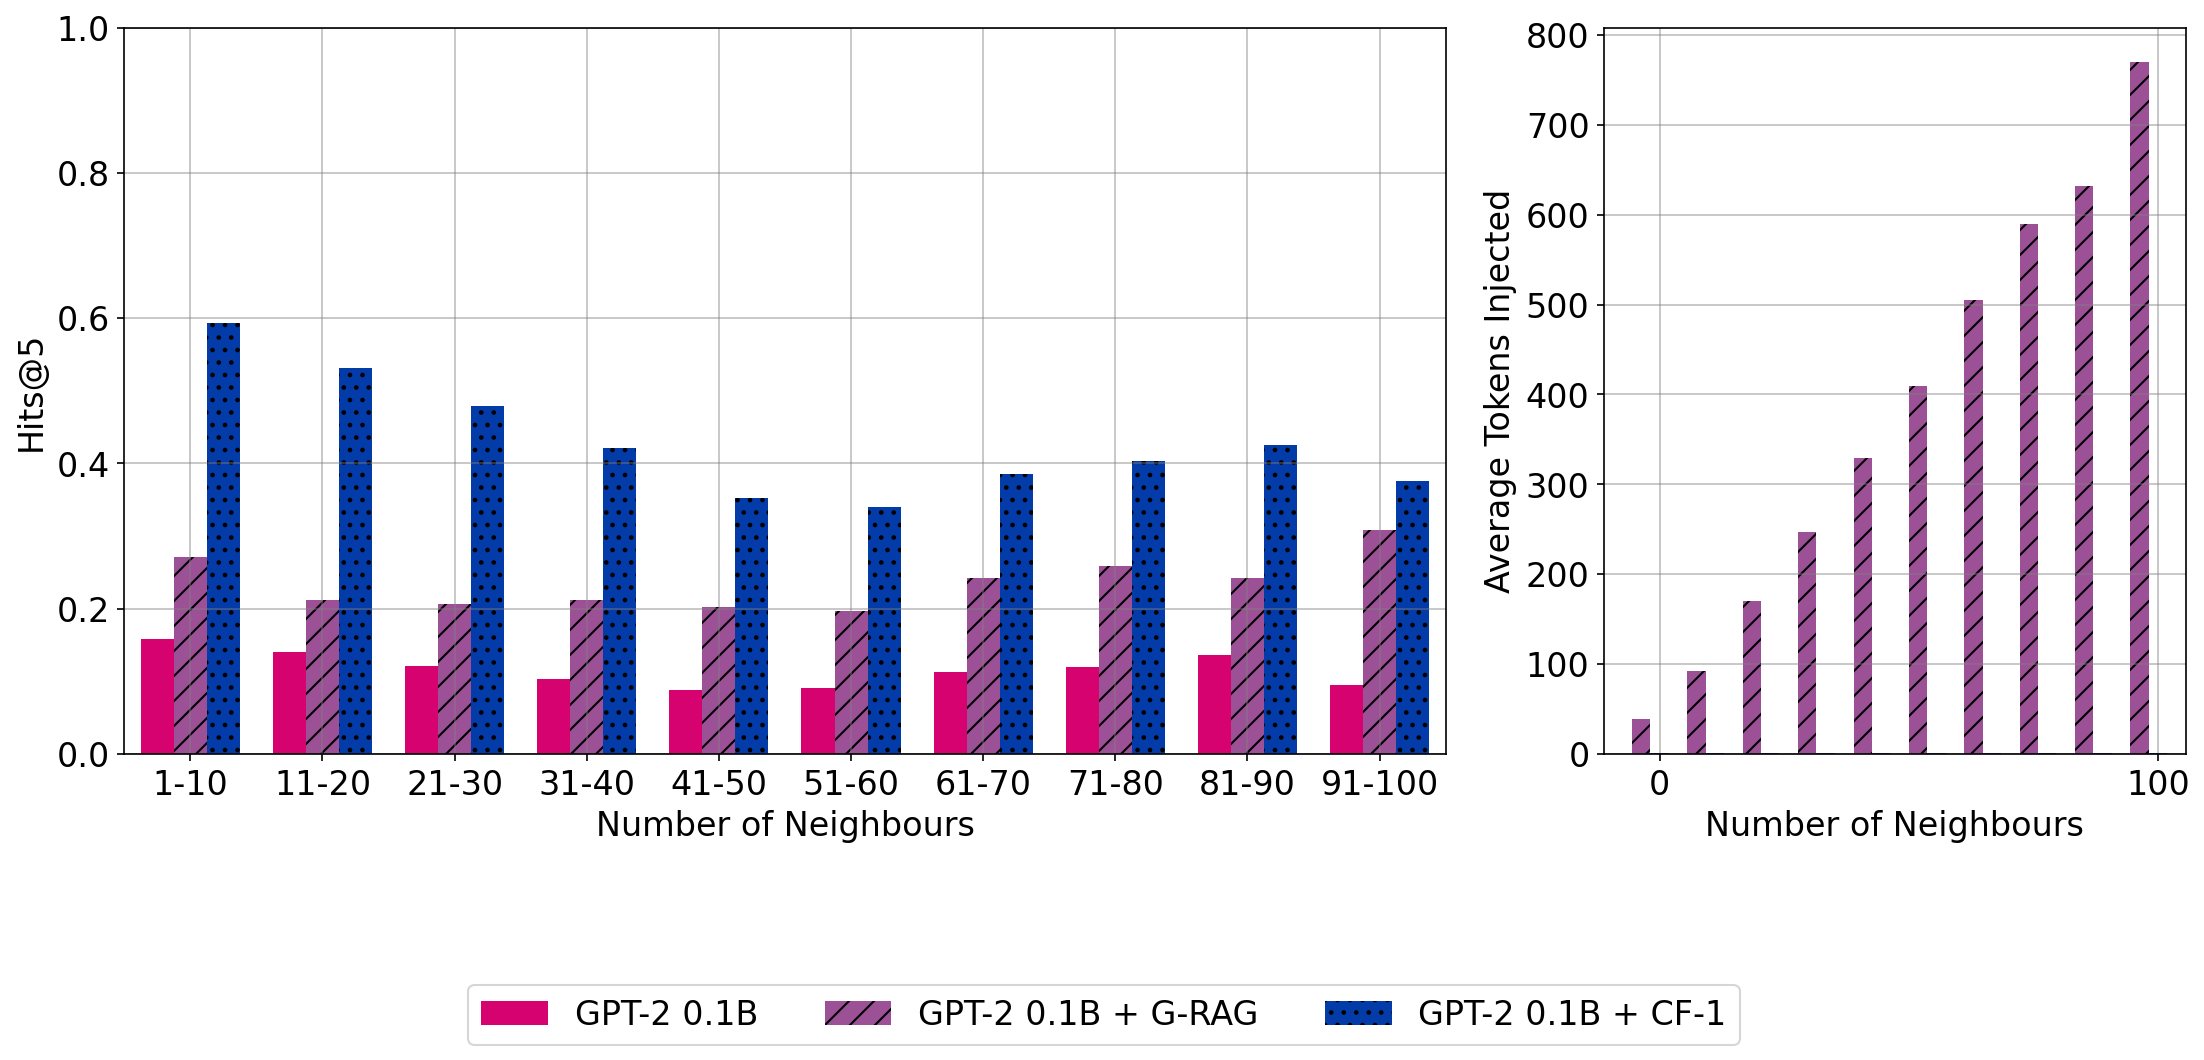 Hits@5
1.0
0.8
0.6
0.4
0.2
0.0
1-10 11-20 21-30 31-40 41-50 51-60 61-70 71-80 81-90 91-100
Number of Neighbours
Average Tokens Injected
800
700
600
500
400
300
200
100
0
0 100
Number of Neighbours
GPT-2 0.1B GPT-2 0.1B + G-RAG GPT-2 0.1B + CF-1